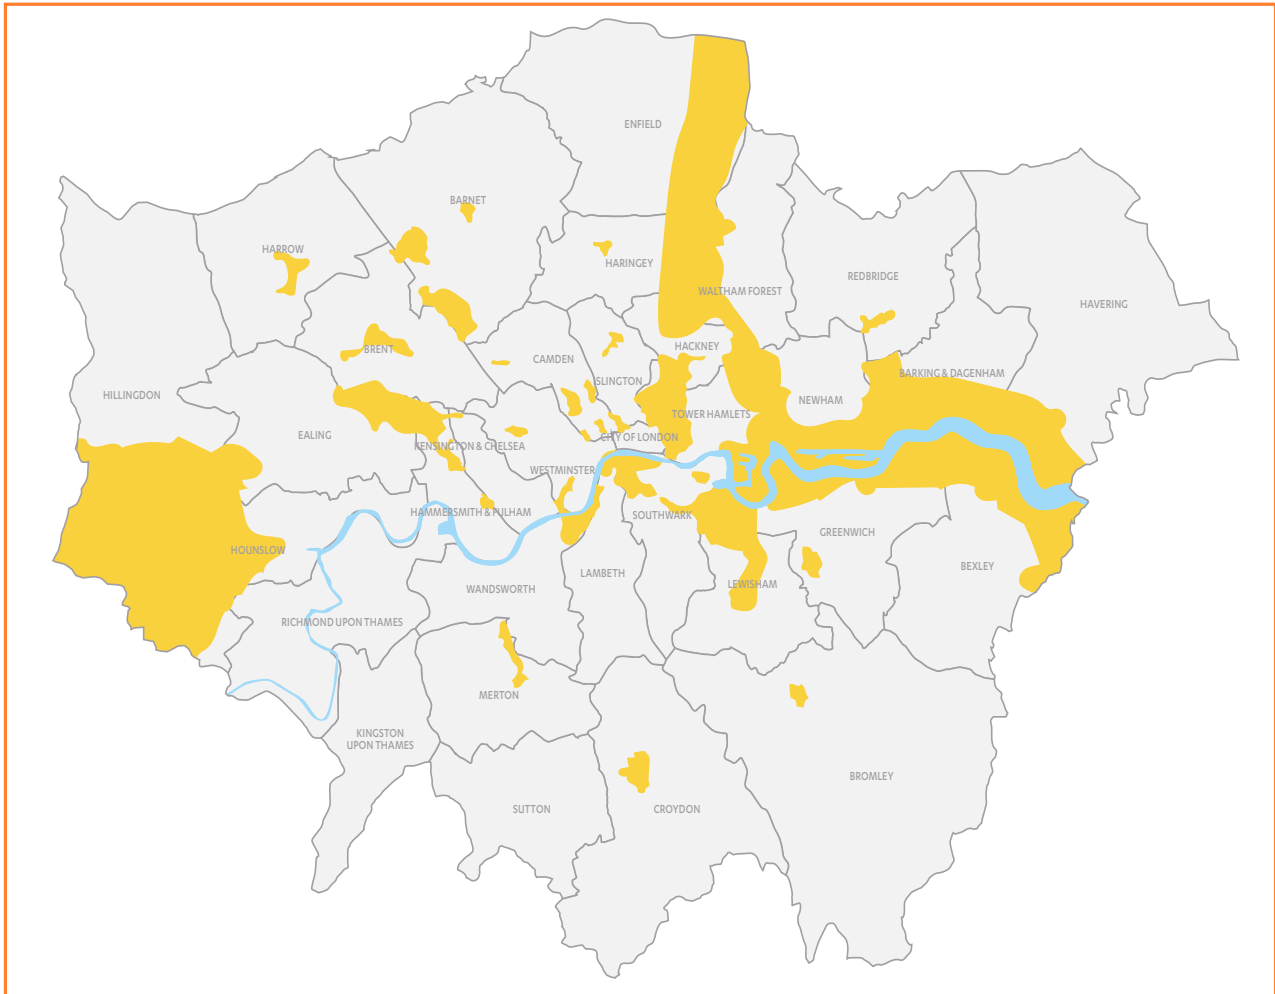 ENFIELD
BARNET
HARROW
HARINGEY
REDBRIDGE
WALTHAM FOREST
HAVERING
HACKNEY
BRENT
CAMDEN
BARKING & DAGENHAM
ISLINGTON
HILLINGDON
NEWHAM
TOWER HAMLETS
EALING
CITY OF LONDON
KENSINGTON & CHELSEA
WESTMINSTER
HAMMERSMITH & FULHAM
SOUTHWARK
GREENWICH
HOUNSLOW
BEXLEY
LAMBETH
LEWISHAM
WANDSWORTH
RICHMOND UPON THAMES
MERTON
KINGSTON
UPON THAMES
BROMLEY
SUTTON
CROYDON